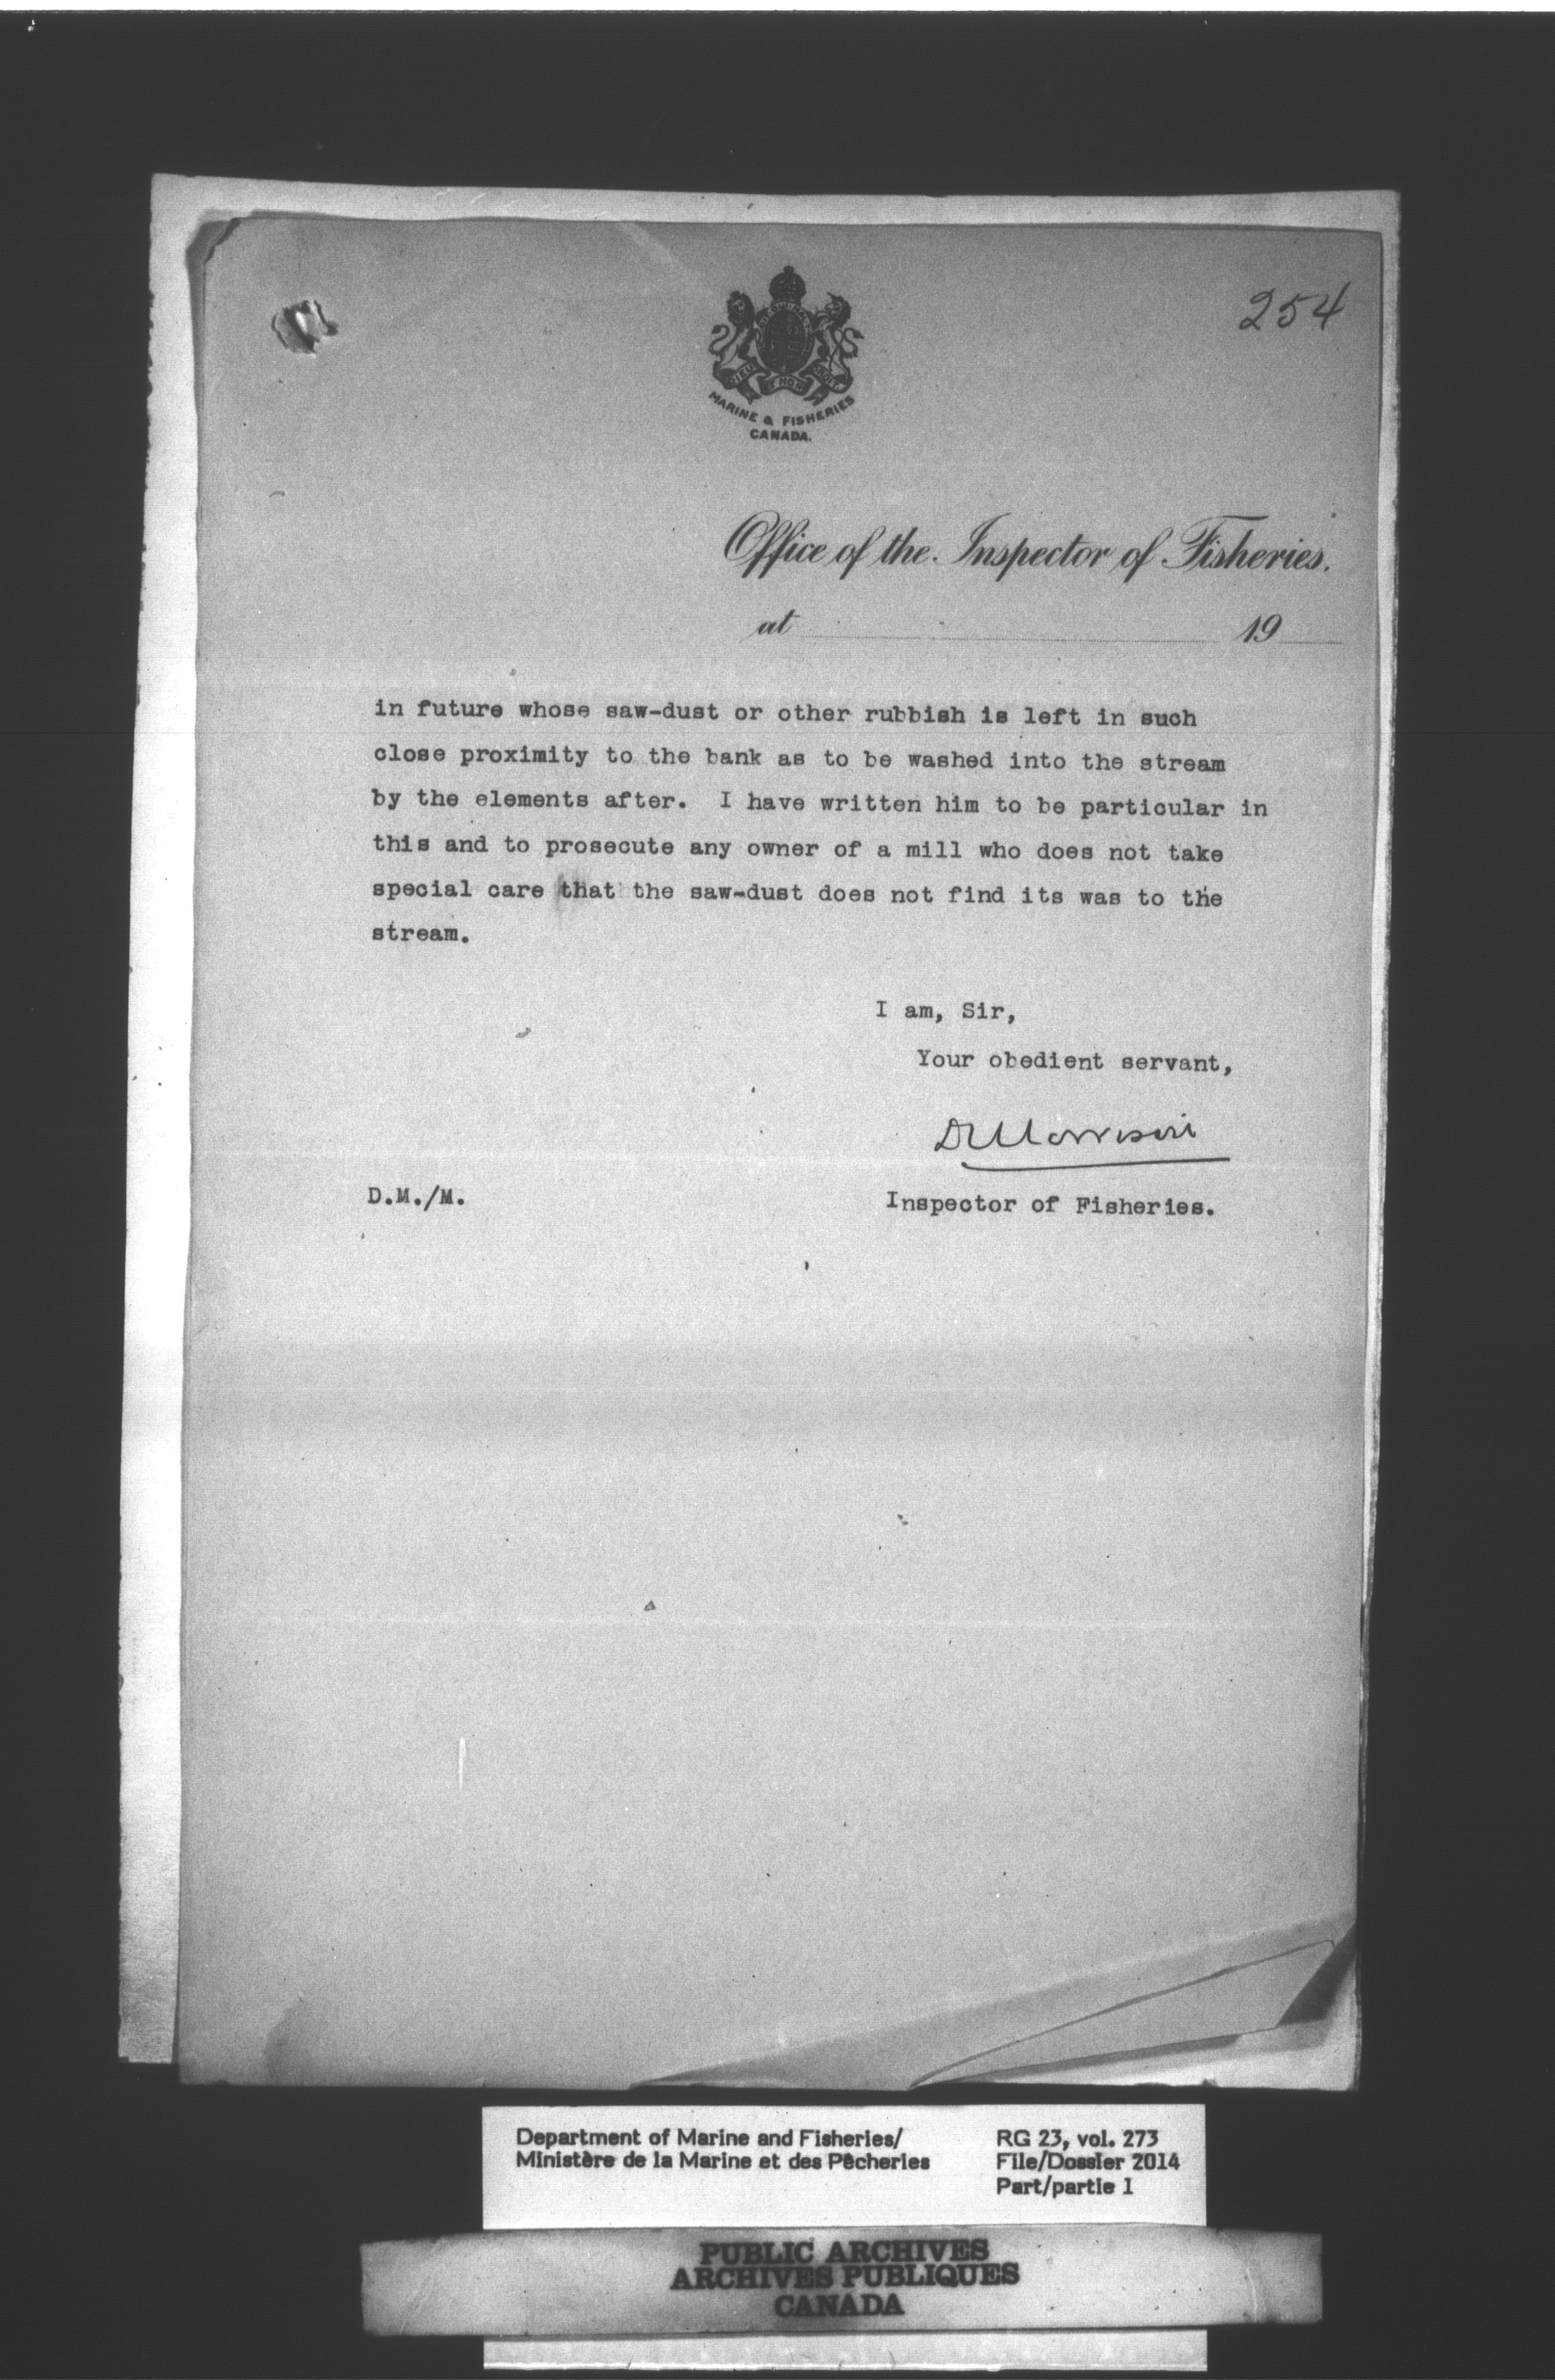 254
DIEU ET MON DROIT
MARINE & FISHERIES
CANADA.
Office of the Inspector of Fisheries.
at 19
in future whose saw-dust or other rubbish is left in such
close proximity to the bank as to be washed into the stream
by the elements after. I have written him to be particular in
this and to prosecute any owner of a mill who does not take
special care that the saw-dust does not find its was to the
stream.
I am, Sir,
Your obedient servant,
D Morrison
D.M./M.
Inspector of Fisheries.
Department of Marine and Fisheries/
Ministère de la Marine et des Pêcheries
RG 23, vol. 273
File/Dossier 2014
Part/partie 1
PUBLIC ARCHIVES
ARCHIVES PUBLIQUES
CANADA